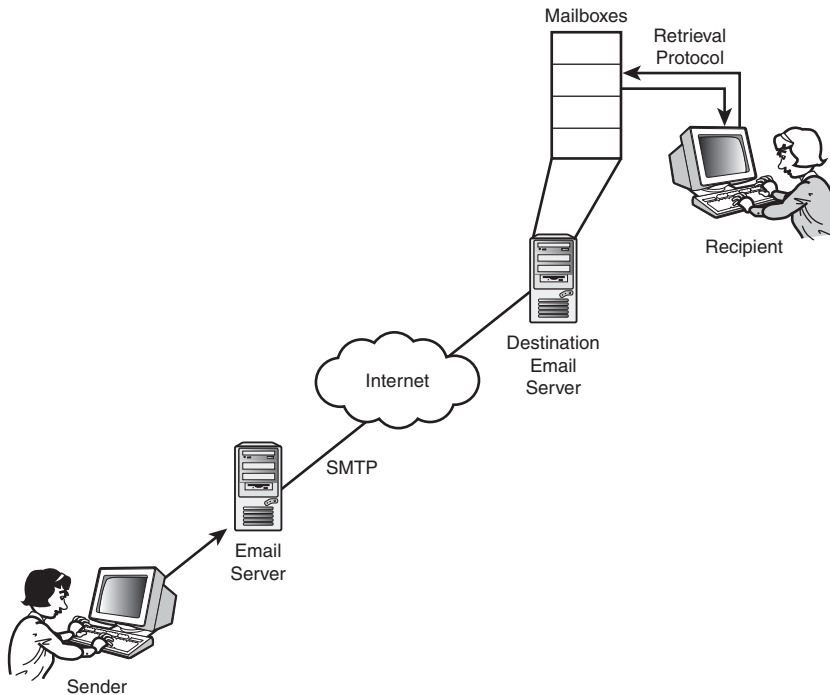 Mailboxes
Retrieval
Protocol
Recipient
Destination
Email
Server
Internet
SMTP
Email
Server
Sender